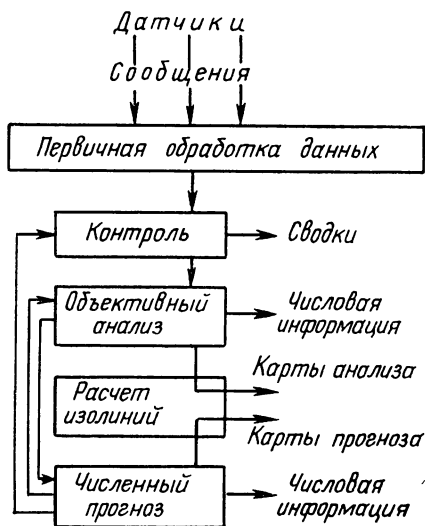 Датчики
Сообщения
Первичная обработка данных
Контроль
Сводки
Объективный
анализ
Числовая
информация
Карты анализа
Расчет
изолиний
Карты прогноза
Численный
прогноз
Числовая
информация